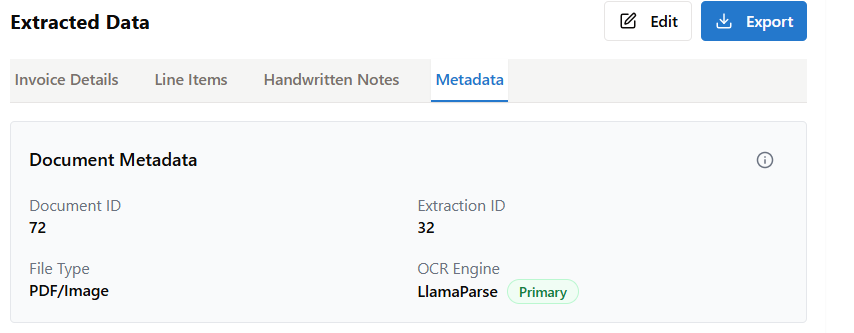 Extracted Data
Edit
Export
Invoice Details
Line Items
Handwritten Notes
Metadata
Document Metadata
Document ID
72
Extraction ID
32
File Type
PDF/Image
OCR Engine
LlamaParse Primary